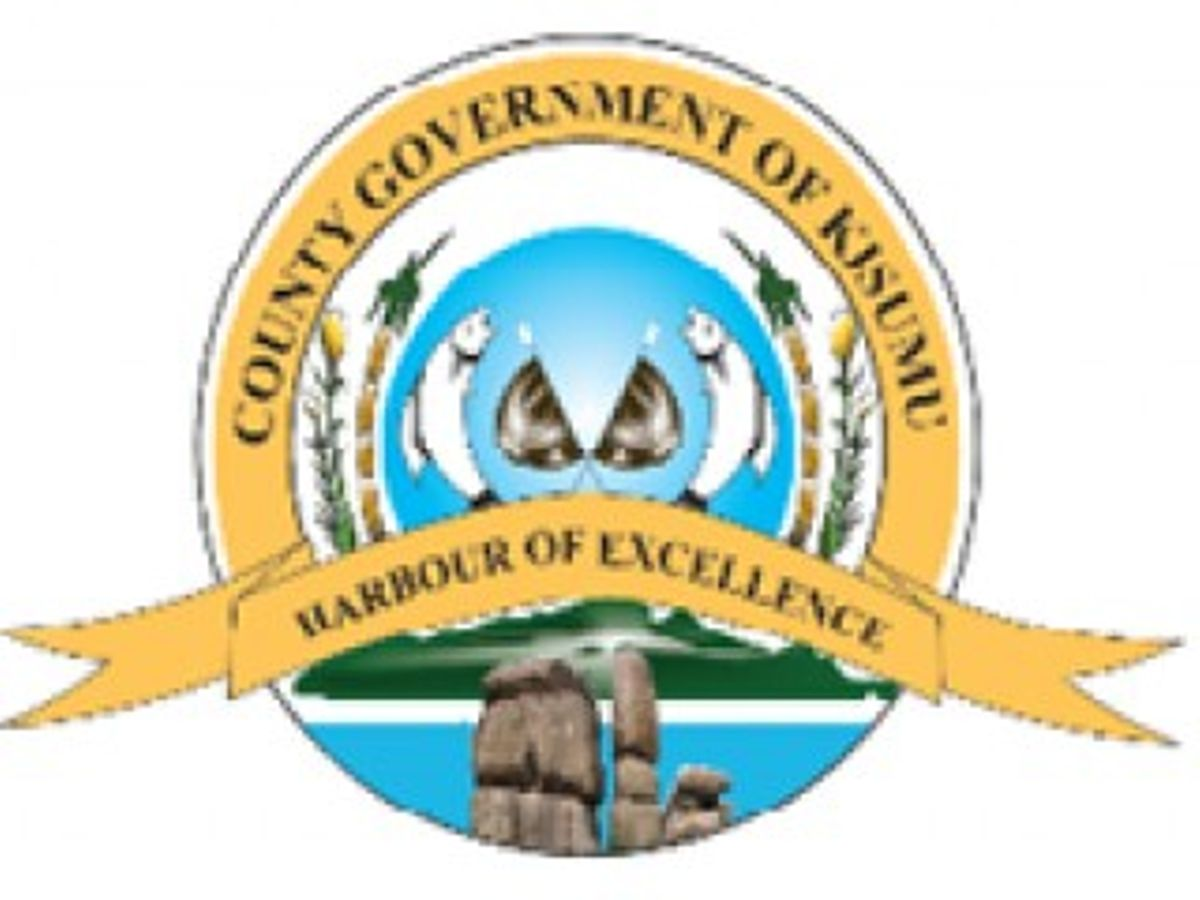 COUNTY GOVERNMENT OF KISUMU
HARBOUR OF EXCELLENCE